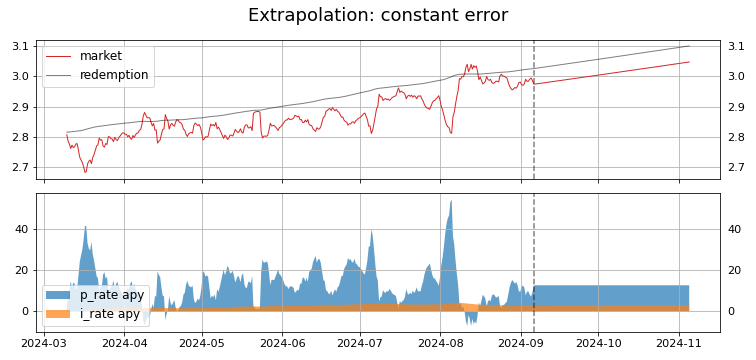 Extrapolation: constant error
3.1 3.1
market
redemption
3.0 3.0
2.9 2.9
2.8 2.8
2.7 2.7
40 40
20 20
p_rate apy
i_rate apy
0 0
2024-03 2024-04 2024-05 2024-06 2024-07 2024-08 2024-09 2024-10 2024-11